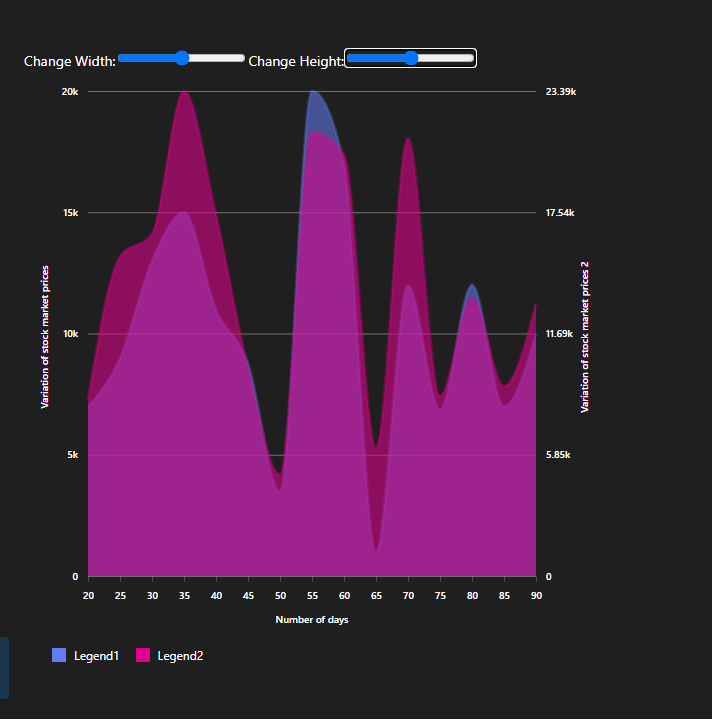 Change Width: Change Height:
20k 23.39k
15k 17.54k
Variation of stock market prices
Variation of stock market prices 2
10k 11.69k
5k 5.85k
0 0
20 25 30 35 40 45 50 55 60 65 70 75 80 85 90
Number of days
Legend1 Legend2